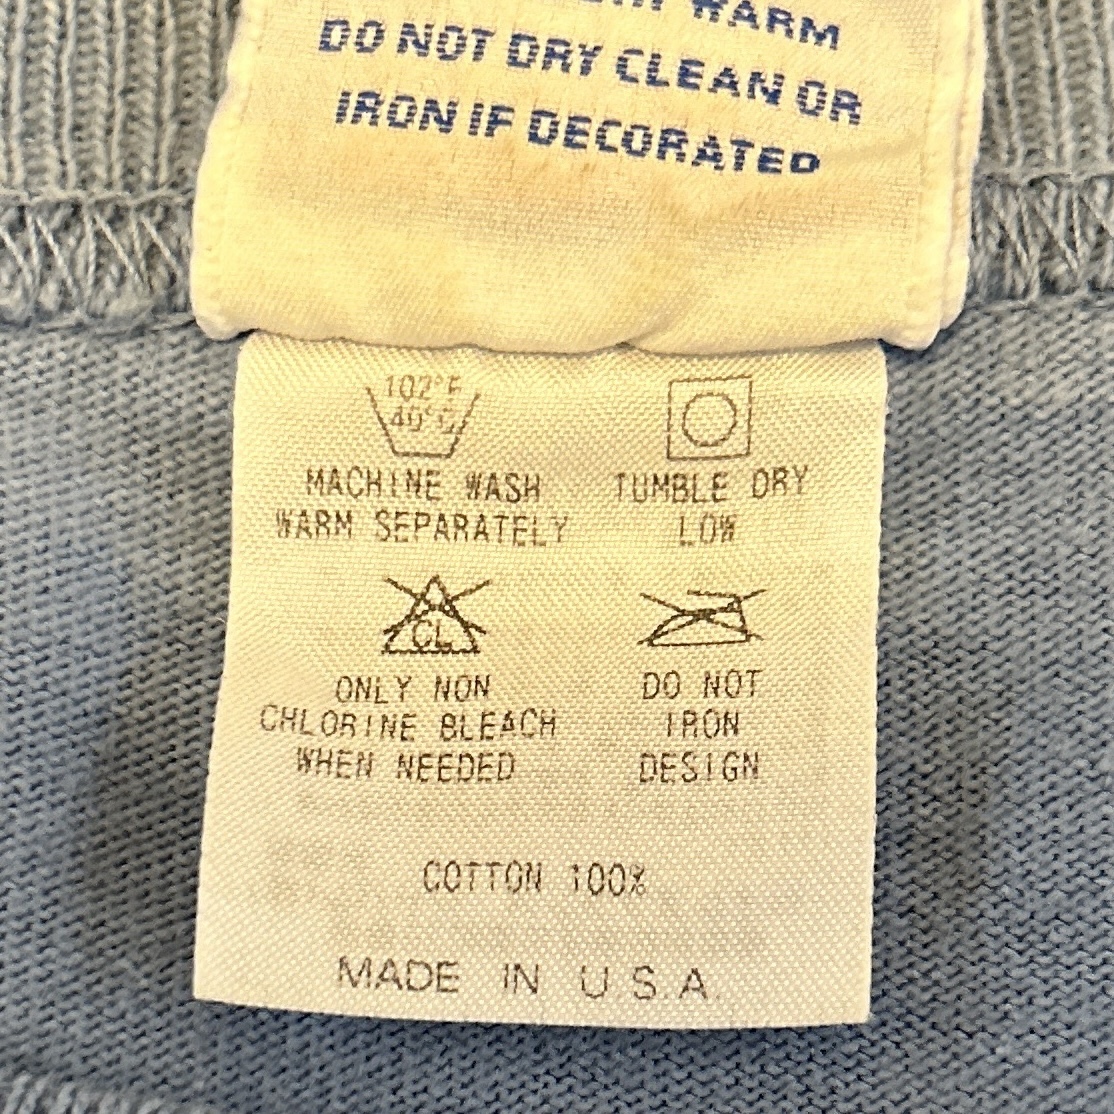 WARM
DO NOT DRY CLEAN OR
IRON IF DECORATED
102°F
40°C
MACHINE WASH
WARM SEPARATELY
TUMBLE DRY
LOW
CL
ONLY NON
CHLORINE BLEACH
WHEN NEEDED
DO NOT
IRON
DESIGN
COTTON 100%
MADE IN U.S.A.